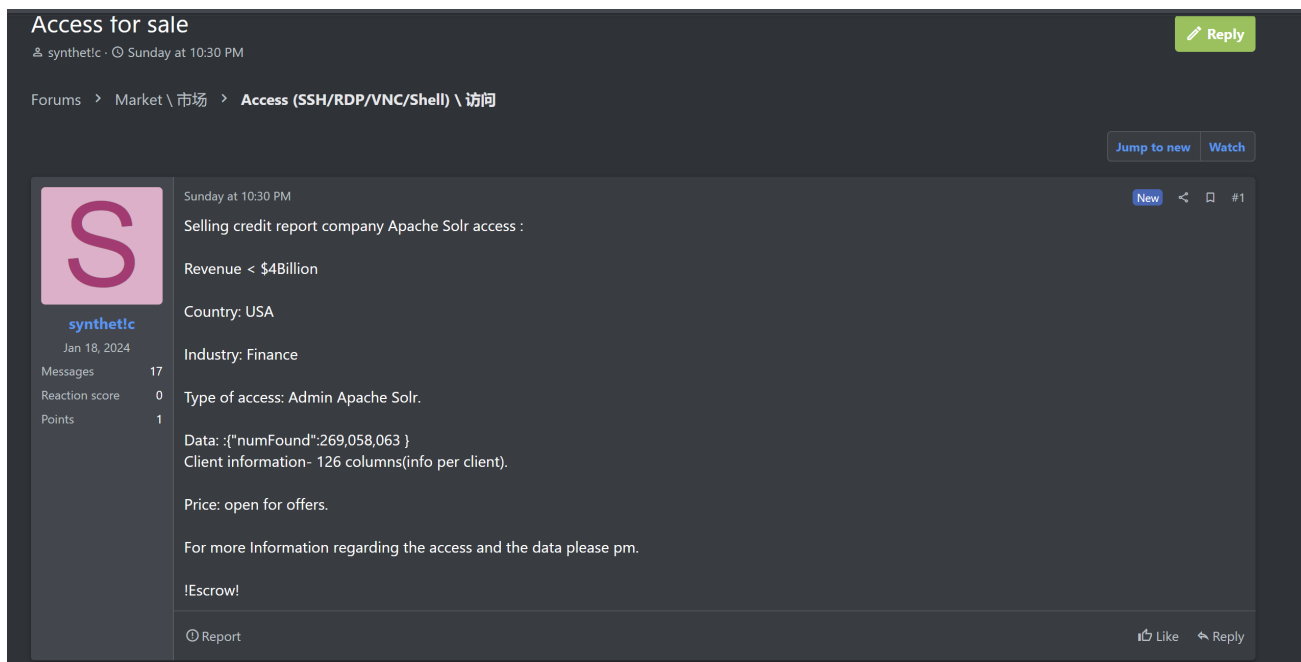 Access for sale
synthet!c · Sunday at 10:30 PM
Reply
Forums > Market \ 市场 > Access (SSH/RDP/VNC/Shell) \ 访问
Jump to new Watch
S
synthet!c
Jan 18, 2024
Messages 17
Reaction score 0
Points 1
Sunday at 10:30 PM
New #1
Selling credit report company Apache Solr access :
Revenue < $4Billion
Country: USA
Industry: Finance
Type of access: Admin Apache Solr.
Data: :{"numFound":269,058,063 }
Client information- 126 columns(info per client).
Price: open for offers.
For more Information regarding the access and the data please pm.
!Escrow!
Report
Like Reply